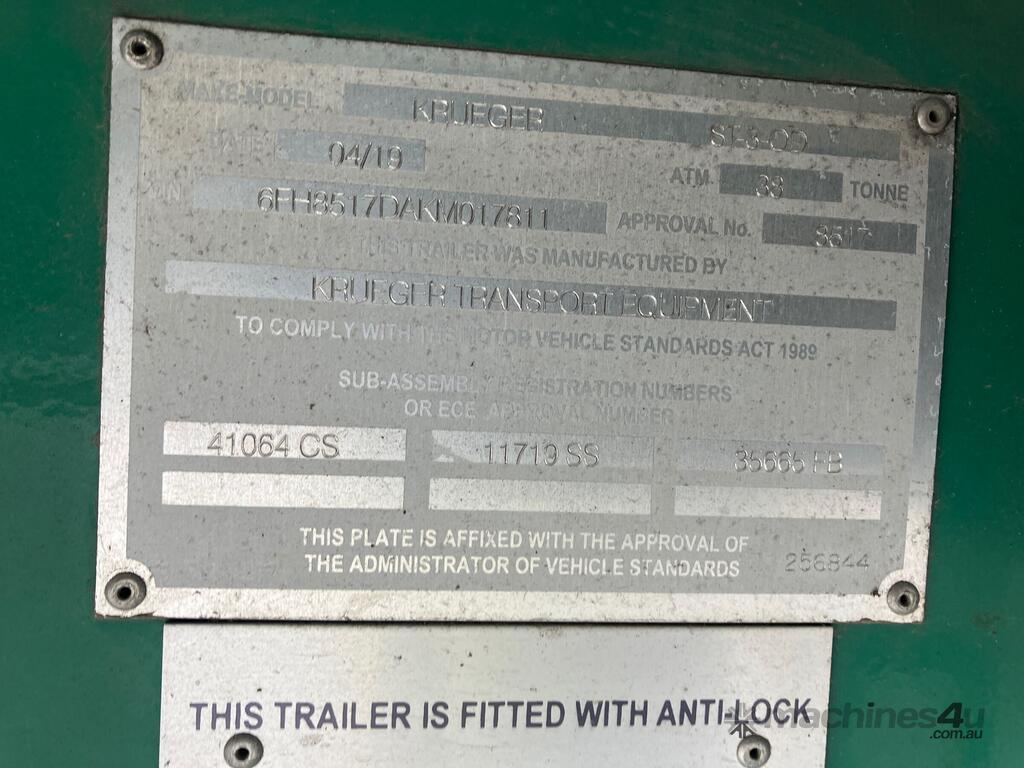 MAKE-MODEL KRUEGER ST-3-OD
DATE 04/19 ATM 38 TONNE
VIN 6FH8517DAKM017811 APPROVAL No. 8517
THIS TRAILER WAS MANUFACTURED BY
KRUEGER TRANSPORT EQUIPMENT
TO COMPLY WITH THE MOTOR VEHICLE STANDARDS ACT 1989
SUB-ASSEMBLY REGISTRATION NUMBERS
OR ECE APPROVAL NUMBER
41064 CS 11719 SS 35665 FB
THIS PLATE IS AFFIXED WITH THE APPROVAL OF
THE ADMINISTRATOR OF VEHICLE STANDARDS 256844
THIS TRAILER IS FITTED WITH ANTI-LOCK
machines4u
.com.au